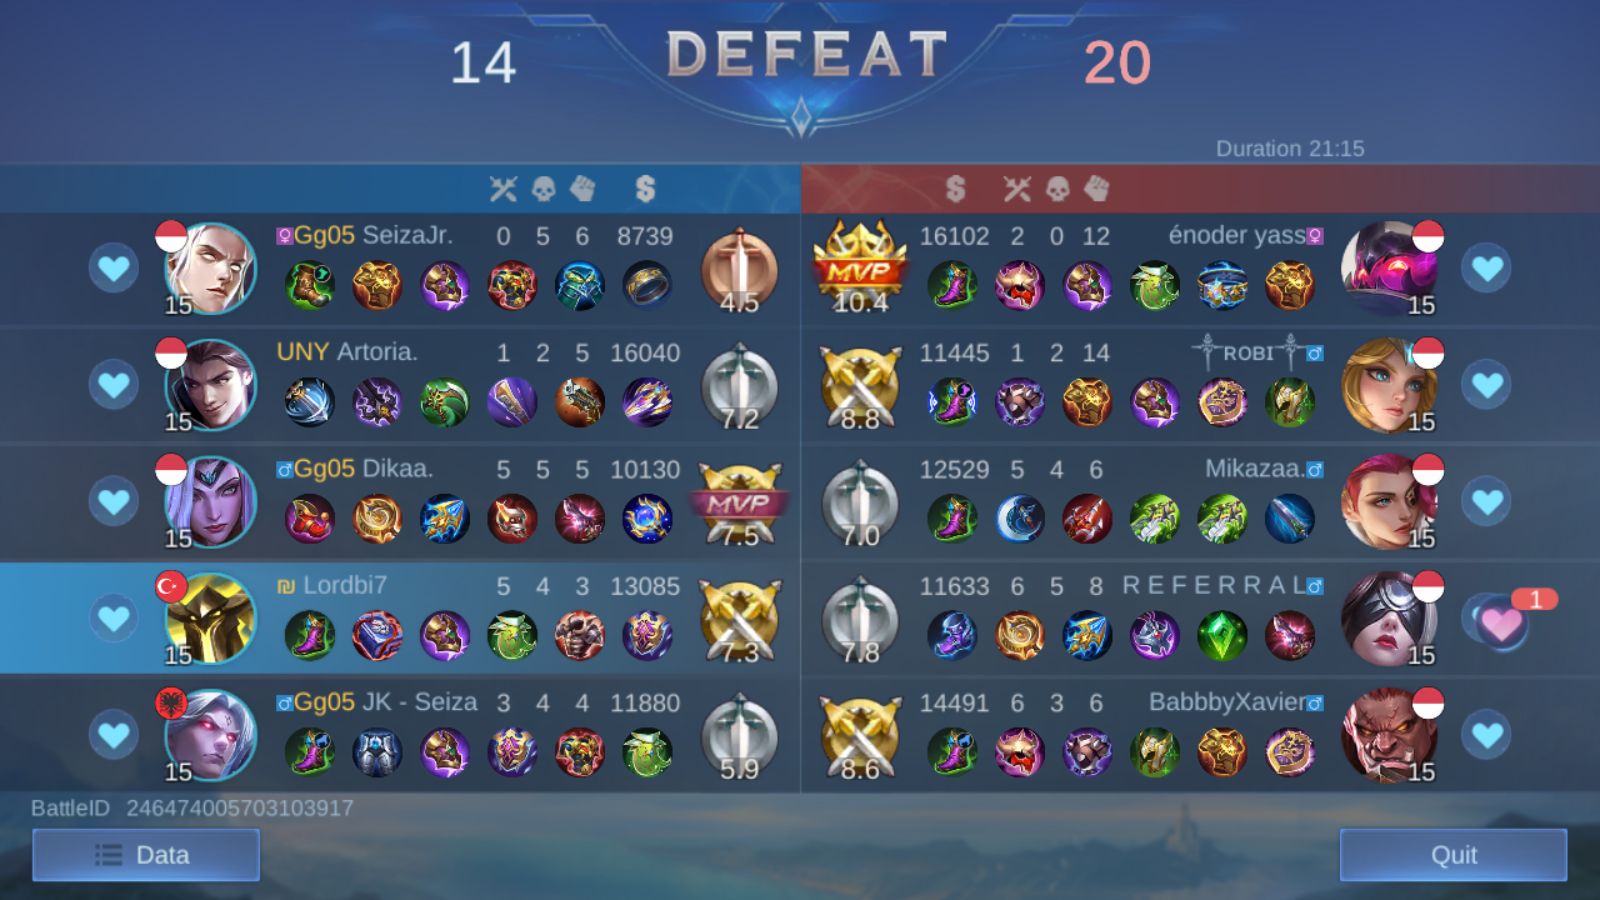 14 DEFEAT 20
Duration 21:15
Gg05 SeizaJr. 0 5 6 8739
15 4.5
MVP 16102 2 0 12 énoder yass
10.4 15
UNY Artoria. 1 2 5 16040
15 7.2
11445 1 2 14 ROBI
8.8 15
Gg05 Dikaa. 5 5 5 10130
MVP
15 7.5
12529 5 4 6 Mikazaa.
7.0 15
Lordbi7 5 4 3 13085
15 7.3
11633 6 5 8 R E F E R R A L 1
7.8 15
Gg05 JK - Seiza 3 4 4 11880
15 5.9
14491 6 3 6 BabbbyXavier
8.6 15
BattleID 246474005703103917
Data
Quit